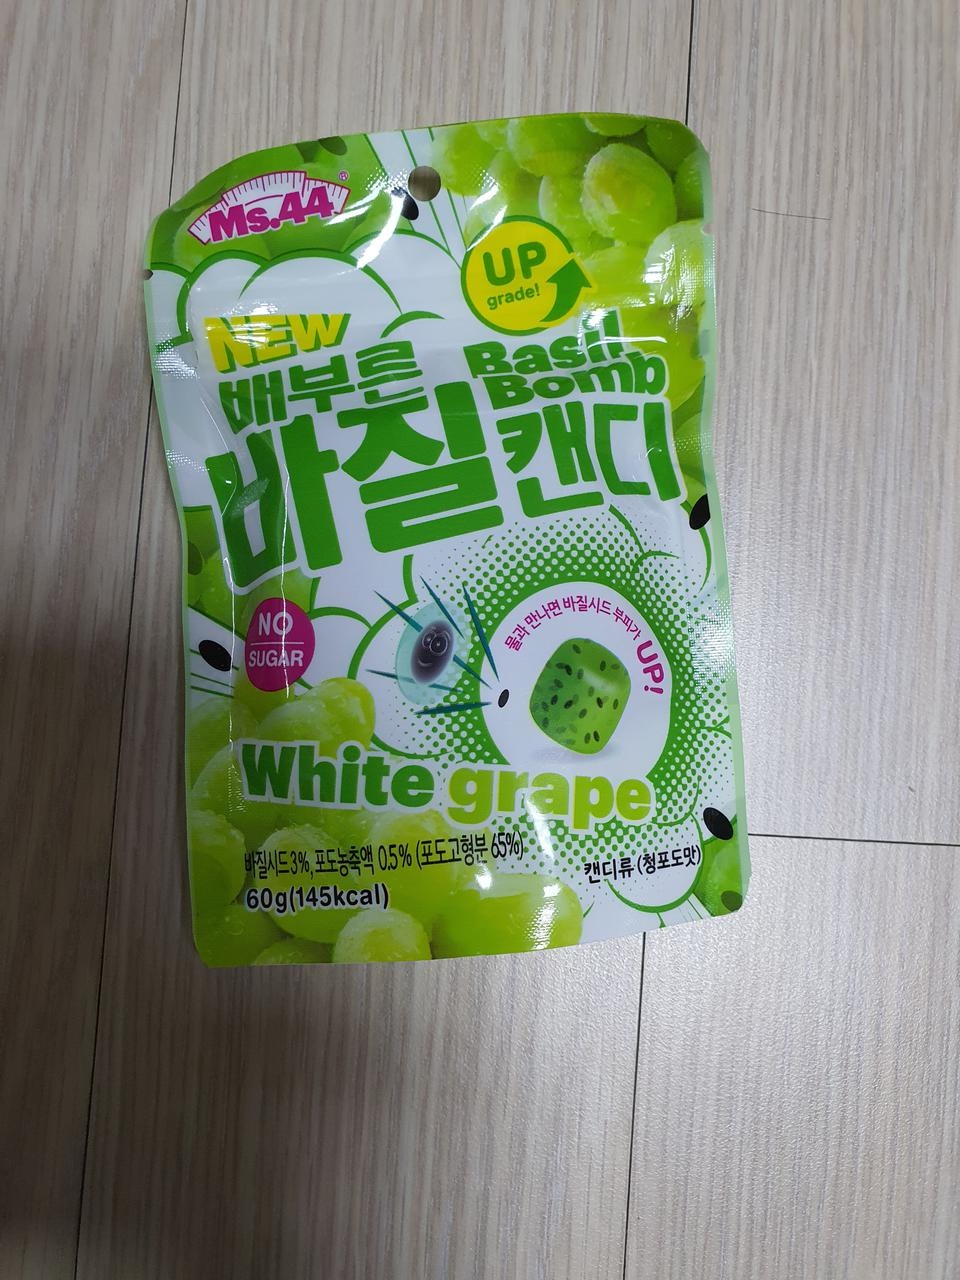 Ms.44®
UP
grade!
NEW
배부른
Basil
Bomb
바질캔디
NO
SUGAR
물과 만나면 바질시드 부피가 UP!
White grape
바질시드3%, 포도농축액 0.5% (포도고형분 65%)
60g(145kcal)
캔디류 (청포도맛)